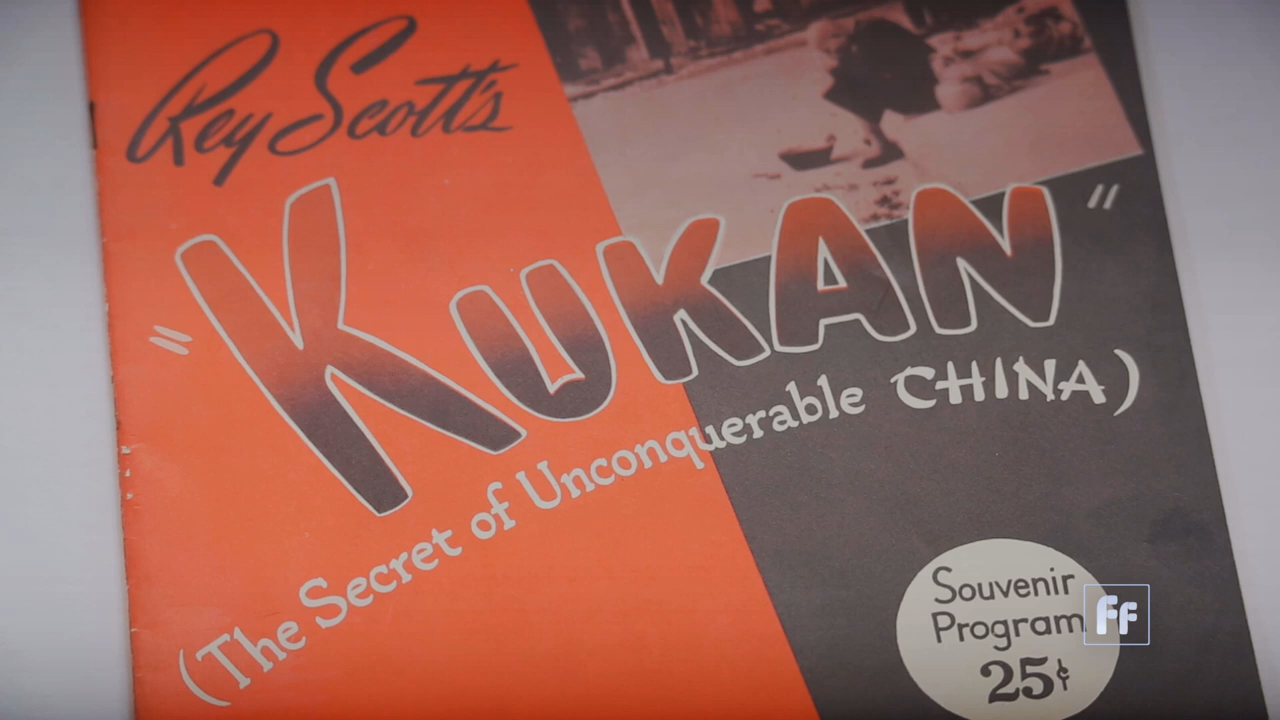 Rey Scott's
"KUKAN"
(The Secret of Unconquerable CHINA)
Souvenir
Program
25¢
Ff